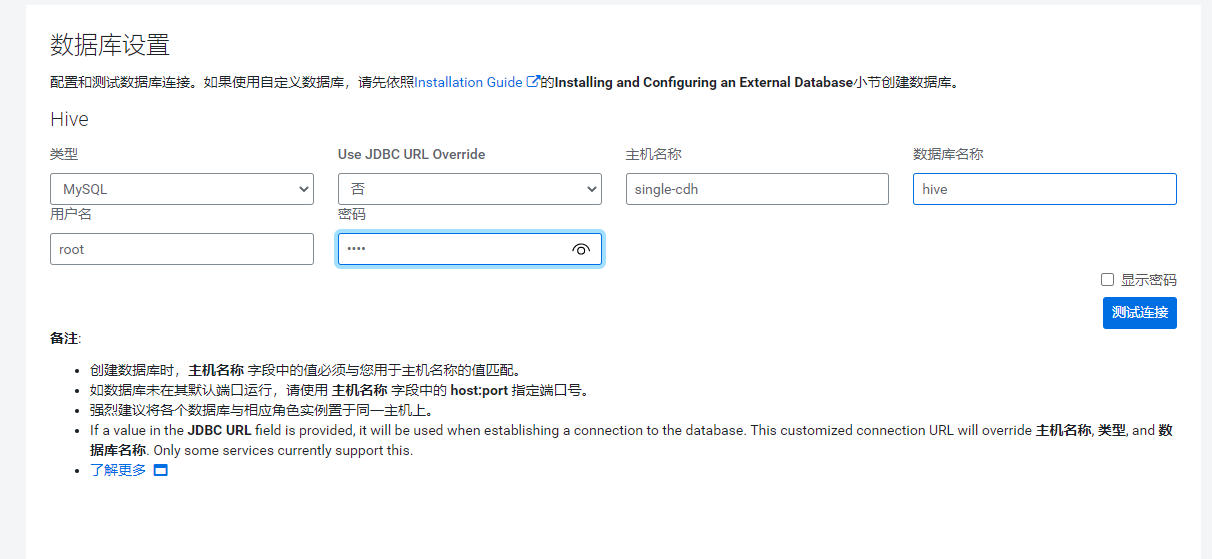 数据库设置
配置和测试数据库连接。如果使用自定义数据库，请先依照Installation Guide 的Installing and Configuring an External Database小节创建数据库。
Hive
类型 Use JDBC URL Override 主机名称 数据库名称
MySQL 否 single-cdh hive
用户名 密码
root ••••
显示密码
测试连接
备注:
• 创建数据库时，主机名称 字段中的值必须与您用于主机名称的值匹配。
• 如数据库未在其默认端口运行，请使用 主机名称 字段中的 host:port 指定端口号。
• 强烈建议将各个数据库与相应角色实例置于同一主机上。
• If a value in the JDBC URL field is provided, it will be used when establishing a connection to the database. This customized connection URL will override 主机名称, 类型, and 数
据库名称. Only some services currently support this.
• 了解更多